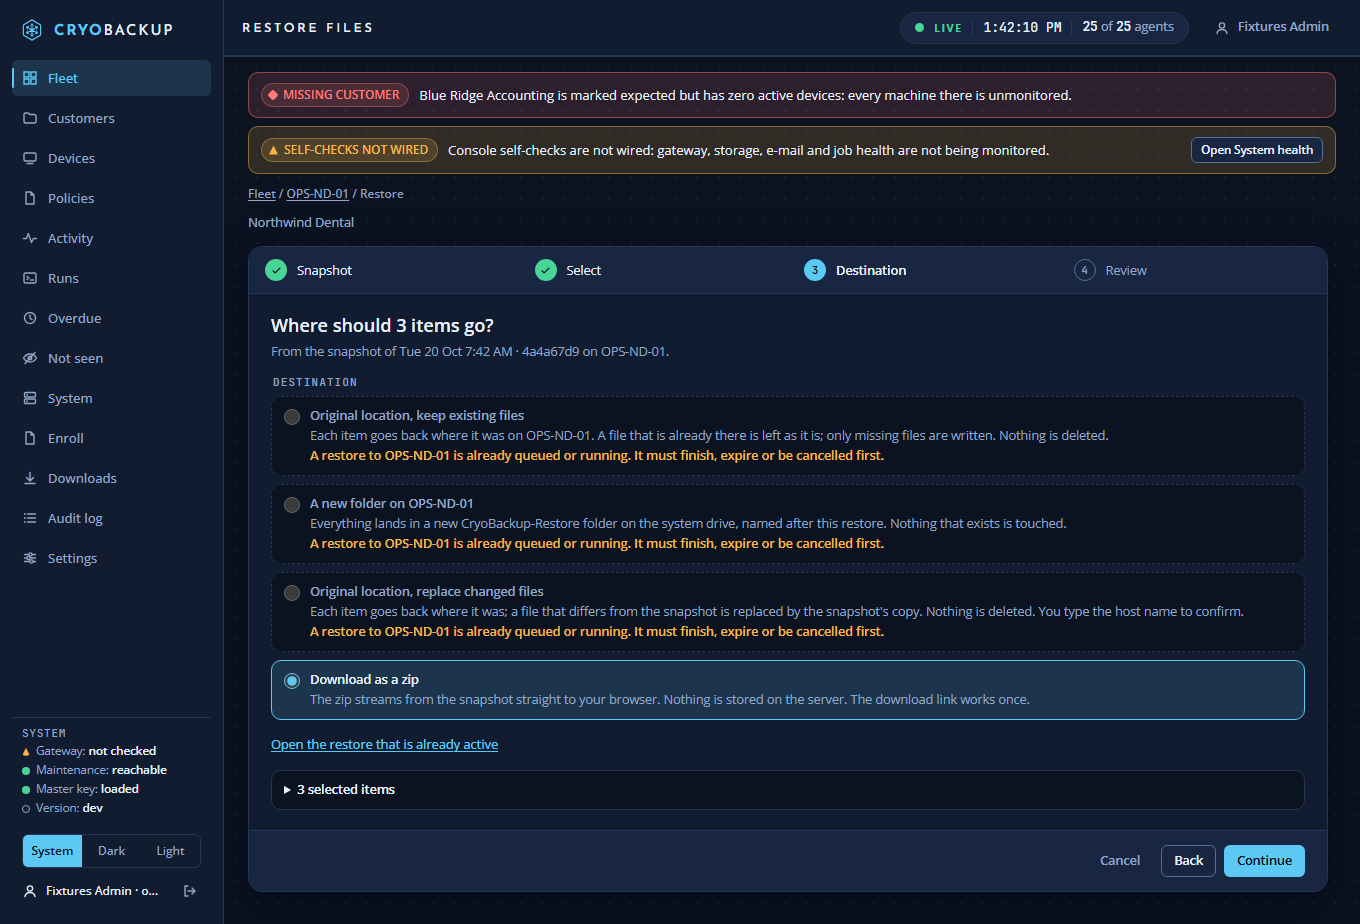 CRYOBACKUP
RESTORE FILES
LIVE 1:42:10 PM 25 of 25 agents
Fixtures Admin
Fleet
Customers
Devices
Policies
Activity
Runs
Overdue
Not seen
System
Enroll
Downloads
Audit log
Settings
SYSTEM
Gateway: not checked
Maintenance: reachable
Master key: loaded
Version: dev
System Dark Light
Fixtures Admin · o...
MISSING CUSTOMER Blue Ridge Accounting is marked expected but has zero active devices: every machine there is unmonitored.
SELF-CHECKS NOT WIRED Console self-checks are not wired: gateway, storage, e-mail and job health are not being monitored. Open System health
Fleet / OPS-ND-01 / Restore
Northwind Dental
Snapshot Select 3 Destination 4 Review
Where should 3 items go?
From the snapshot of Tue 20 Oct 7:42 AM · 4a4a67d9 on OPS-ND-01.
DESTINATION
Original location, keep existing files
Each item goes back where it was on OPS-ND-01. A file that is already there is left as it is; only missing files are written. Nothing is deleted.
A restore to OPS-ND-01 is already queued or running. It must finish, expire or be cancelled first.
A new folder on OPS-ND-01
Everything lands in a new CryoBackup-Restore folder on the system drive, named after this restore. Nothing that exists is touched.
A restore to OPS-ND-01 is already queued or running. It must finish, expire or be cancelled first.
Original location, replace changed files
Each item goes back where it was; a file that differs from the snapshot is replaced by the snapshot's copy. Nothing is deleted. You type the host name to confirm.
A restore to OPS-ND-01 is already queued or running. It must finish, expire or be cancelled first.
Download as a zip
The zip streams from the snapshot straight to your browser. Nothing is stored on the server. The download link works once.
Open the restore that is already active
3 selected items
Cancel Back Continue